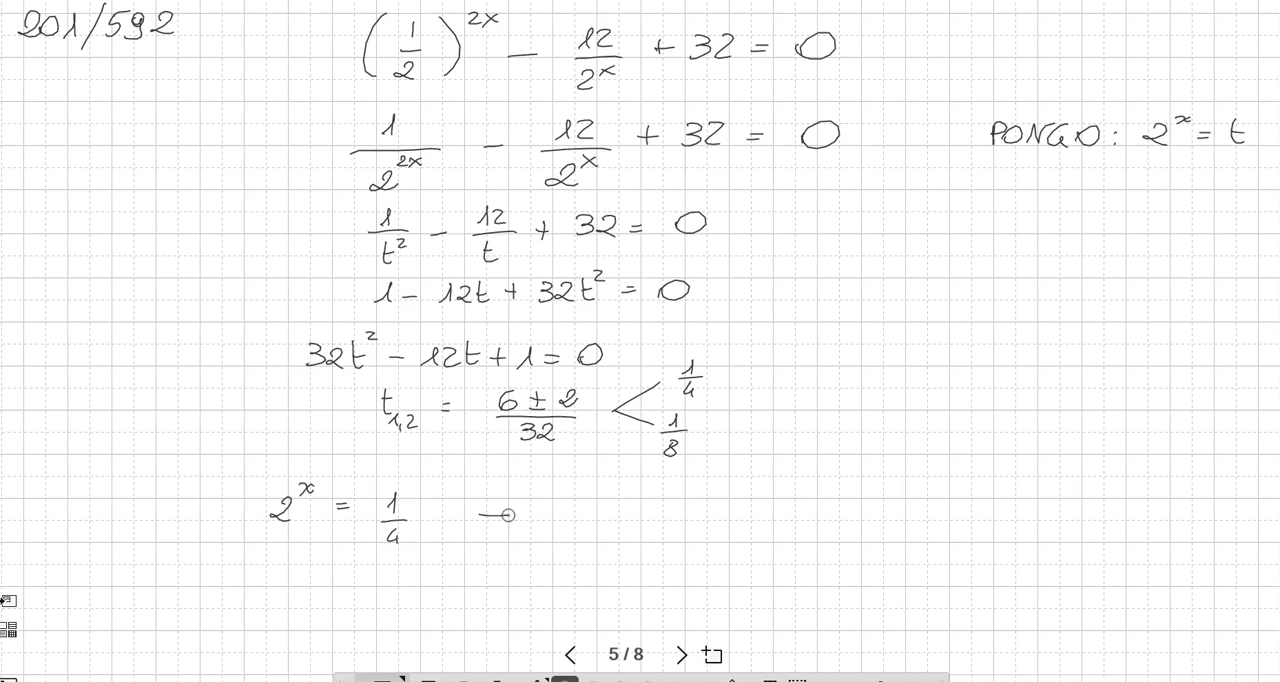 201/592
(1/2)^2x - 12/2^x + 32 = 0
1/2^2x - 12/2^x + 32 = 0 PONGO: 2^x = t
1/t^2 - 12/t + 32 = 0
1 - 12t + 32t^2 = 0
32t^2 - 12t + 1 = 0
t_1,2 = (6 ± 2)/32 < 1/4 1/8
2^x = 1/4 →
5/8